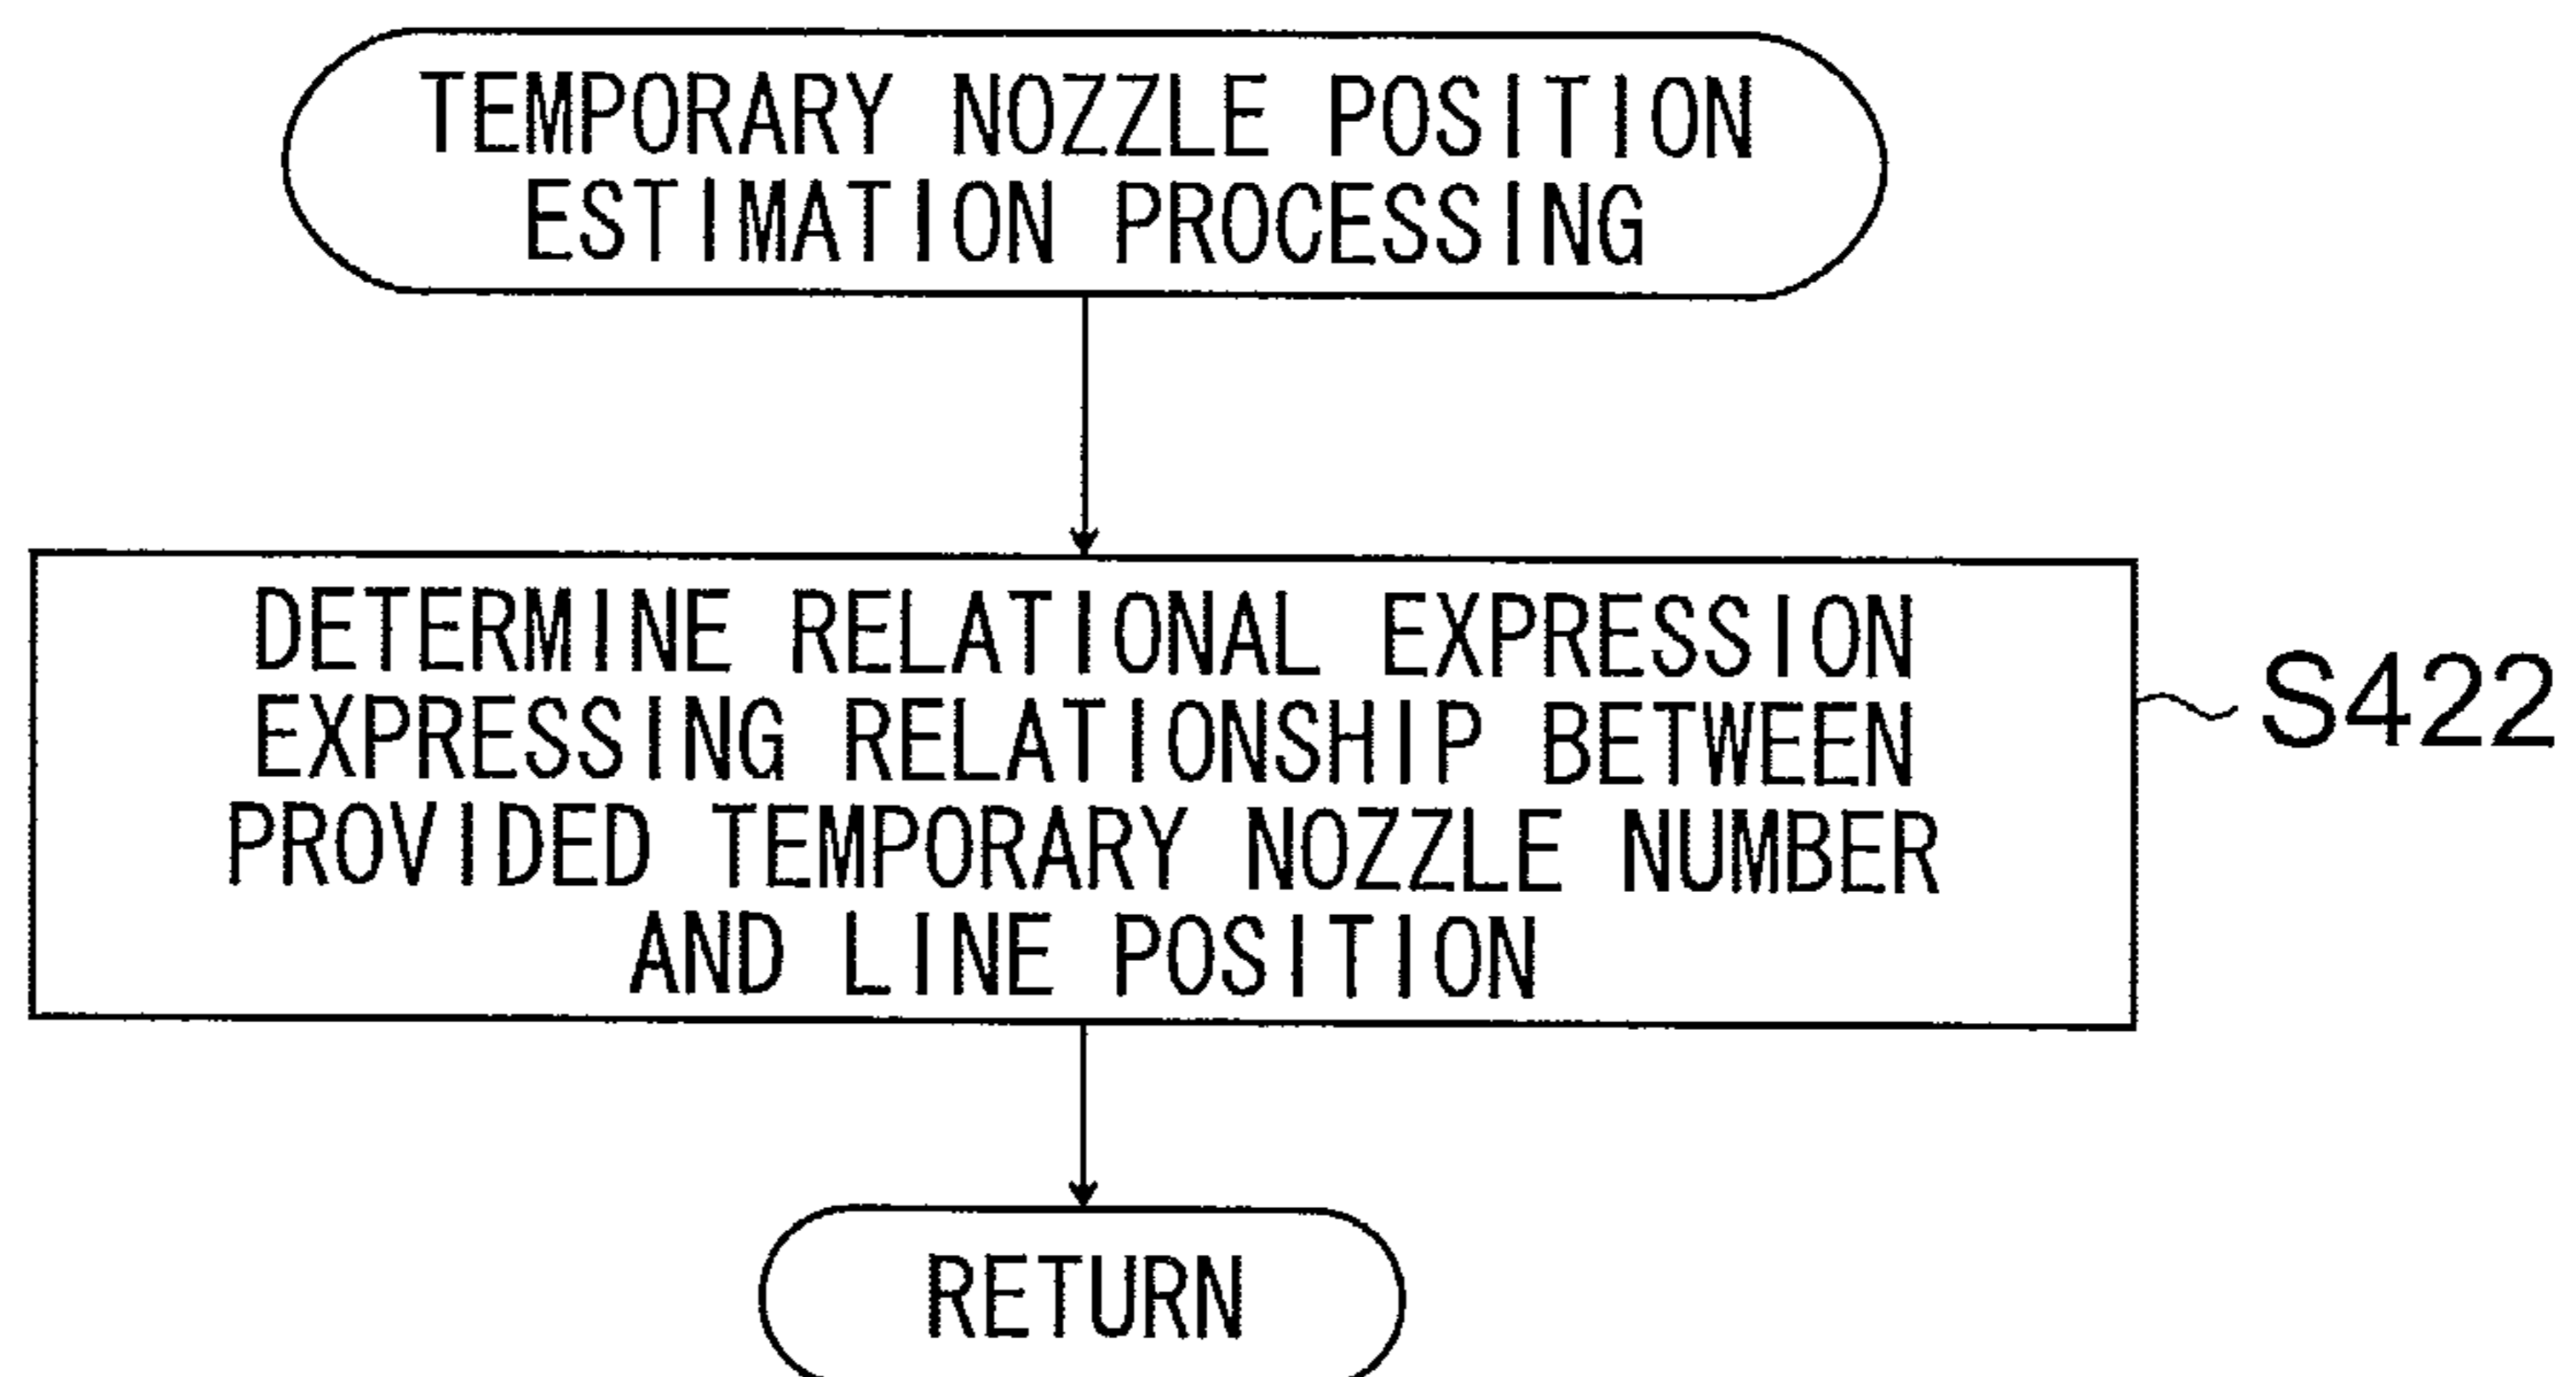 TEMPORARY NOZZLE POSITION
ESTIMATION PROCESSING
DETERMINE RELATIONAL EXPRESSION
EXPRESSING RELATIONSHIP BETWEEN
PROVIDED TEMPORARY NOZZLE NUMBER
AND LINE POSITION
S422
RETURN